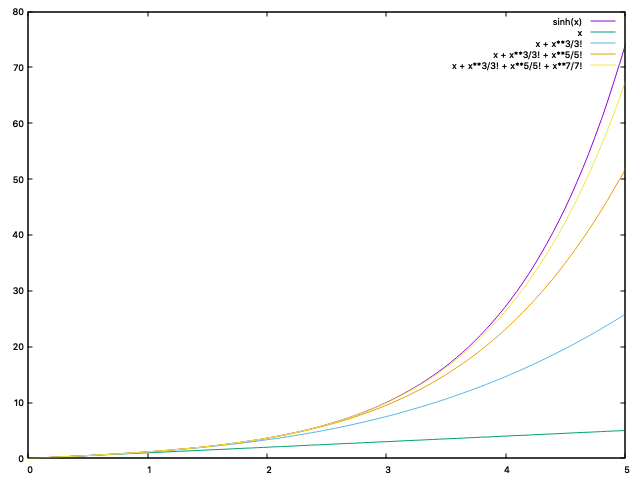 sinh(x)
x
x + x**3/3!
x + x**3/3! + x**5/5!
x + x**3/3! + x**5/5! + x**7/7!
80
70
60
50
40
30
20
10
0
0 1 2 3 4 5